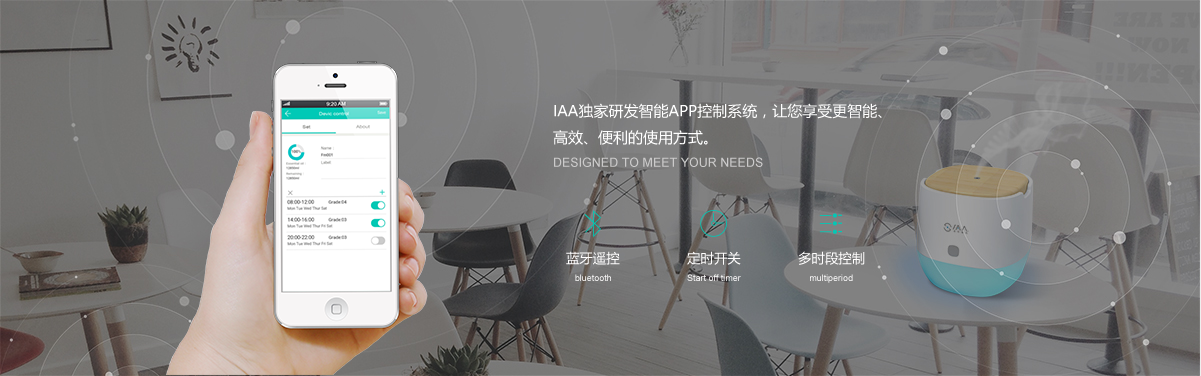 IAA独家研发智能APP控制系统，让您享受更智能、
高效、便利的使用方式。
DESIGNED TO MEET YOUR NEEDS
蓝牙遥控
bluetooth
定时开关
Start off timer
多时段控制
multiperiod
9:20 AM
Devic control
Save
Set
About
100%
Name :
Label :
08:00-12:00 Grade:04
Mon Tue Wed Thu Sat
14:00-16:00 Grade:03
Mon Tue Wed Thu Fri Sat
20:00-22:00 Grade:03
Mon Tue Wed Thu Fri Sat